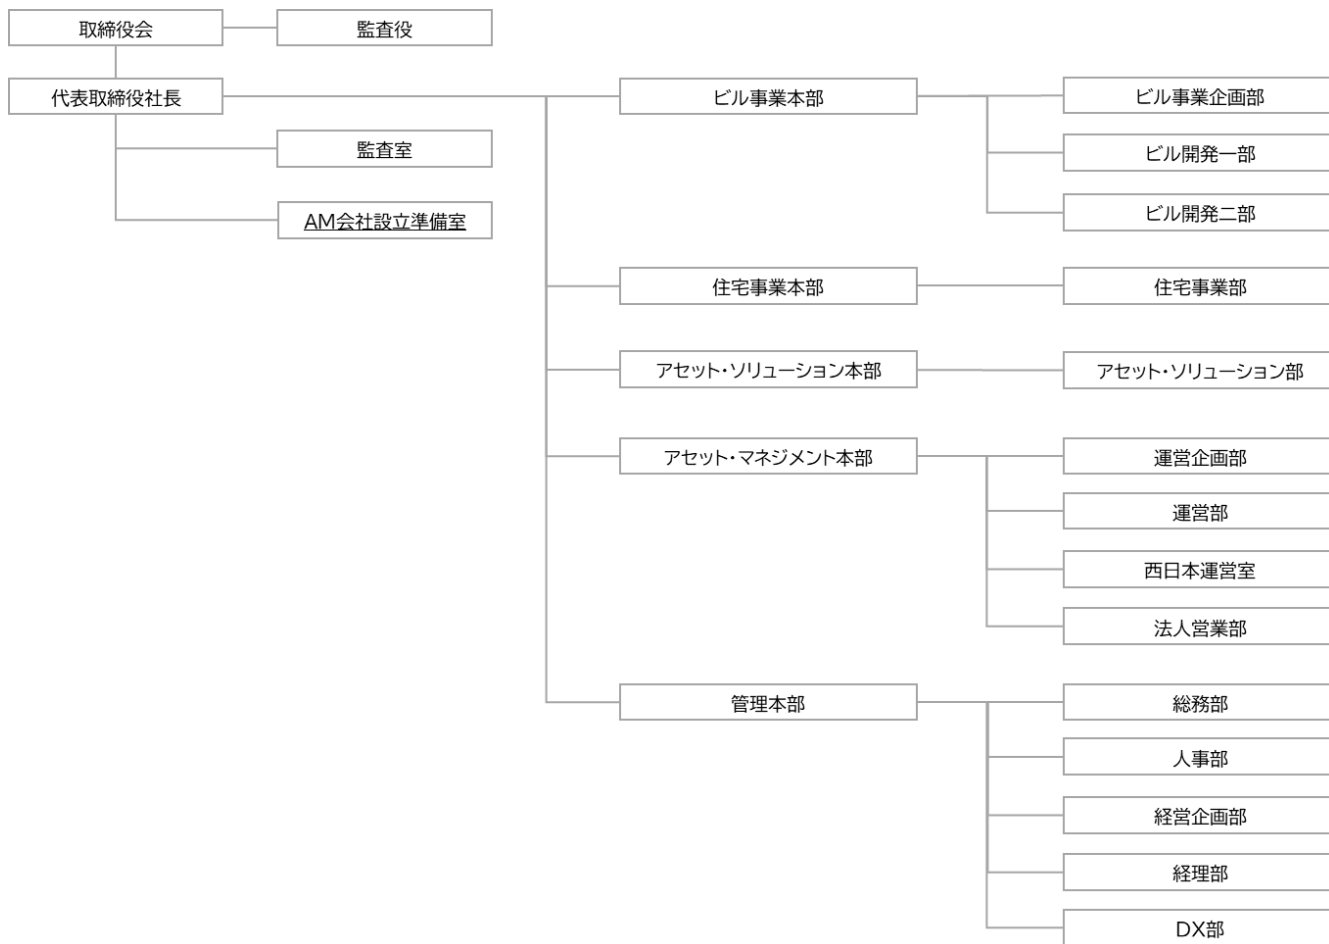 取締役会
監査役
代表取締役社長
監査室
AM会社設立準備室
ビル事業本部
ビル事業企画部
ビル開発一部
ビル開発二部
住宅事業本部
住宅事業部
アセット・ソリューション本部
アセット・ソリューション部
アセット・マネジメント本部
運営企画部
運営部
西日本運営室
法人営業部
管理本部
総務部
人事部
経営企画部
経理部
DX部